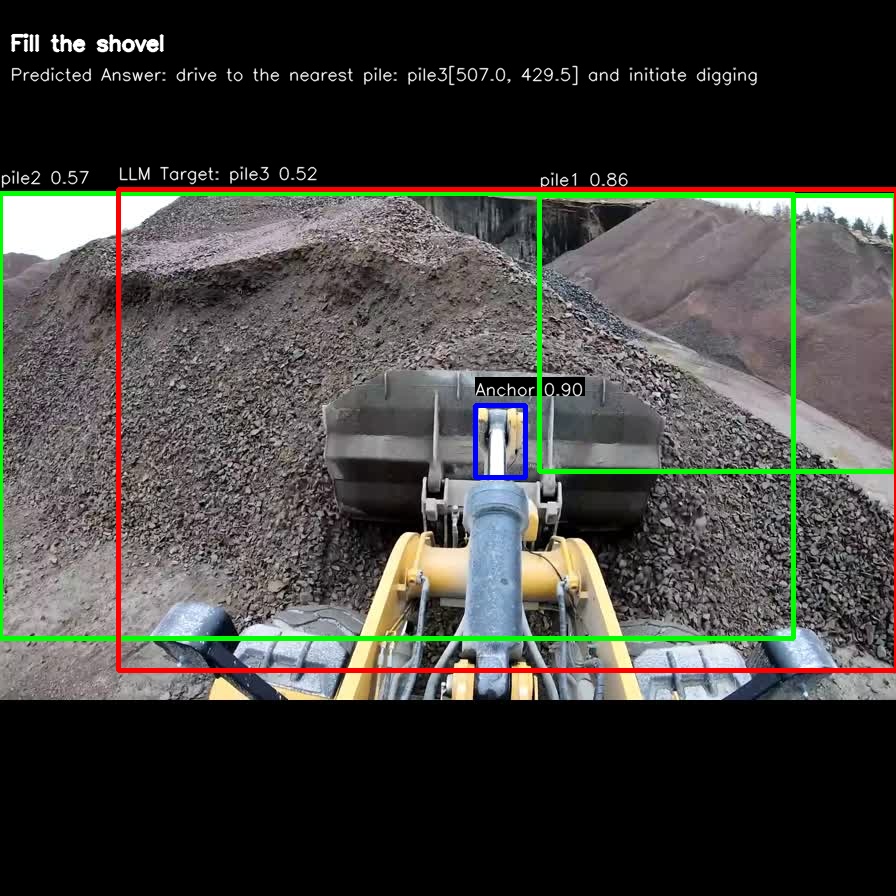 Fill the shovel
Predicted Answer: drive to the nearest pile: pile3[507.0, 429.5] and initiate digging
pile2 0.57
LLM Target: pile3 0.52
pile1 0.86
Anchor 0.90